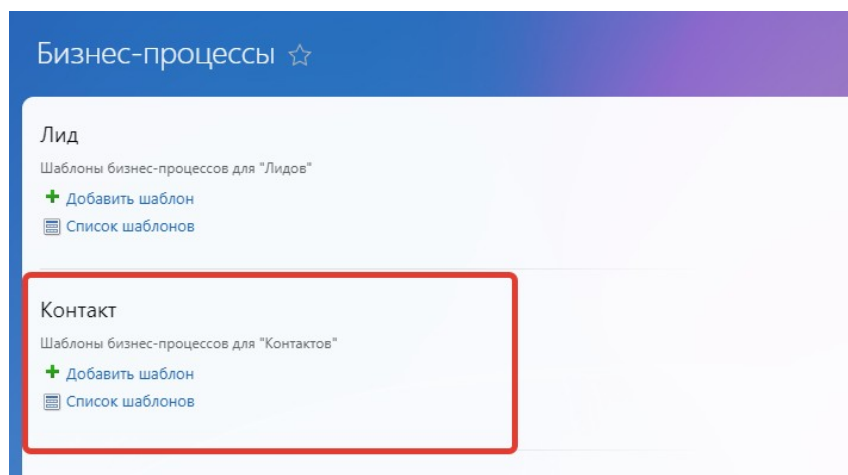 Бизнес-процессы
Лид
Шаблоны бизнес-процессов для "Лидов"
Добавить шаблон
Список шаблонов
Контакт
Шаблоны бизнес-процессов для "Контактов"
Добавить шаблон
Список шаблонов